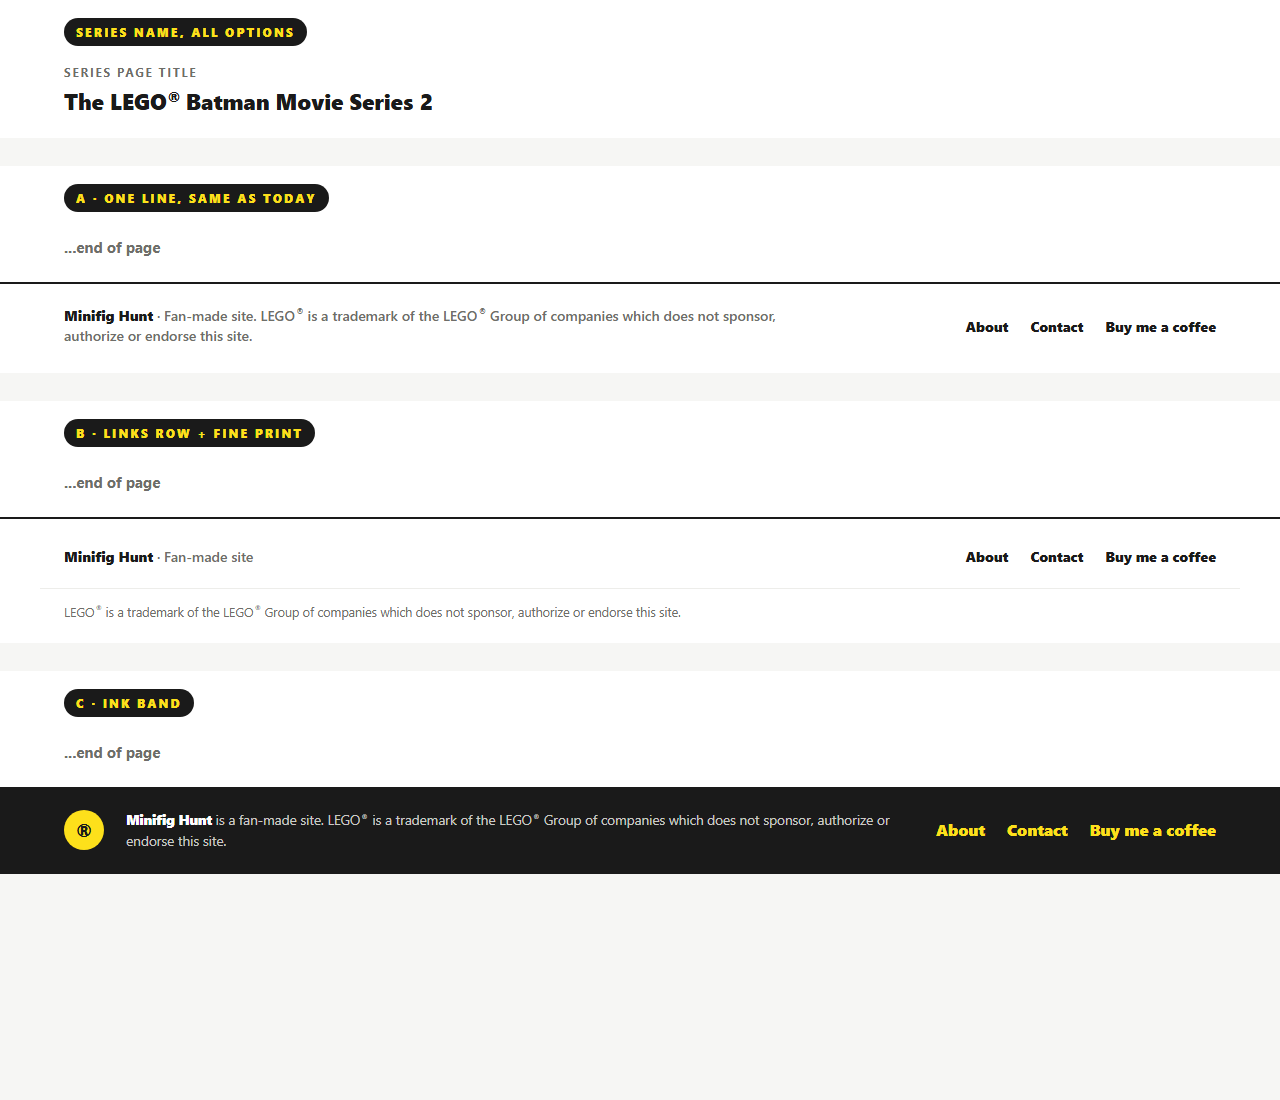 SERIES NAME, ALL OPTIONS
SERIES PAGE TITLE
The LEGO® Batman Movie Series 2
A · ONE LINE, SAME AS TODAY
...end of page
Minifig Hunt · Fan-made site. LEGO® is a trademark of the LEGO® Group of companies which does not sponsor,
authorize or endorse this site.
About Contact Buy me a coffee
B · LINKS ROW + FINE PRINT
...end of page
Minifig Hunt · Fan-made site
About Contact Buy me a coffee
LEGO® is a trademark of the LEGO® Group of companies which does not sponsor, authorize or endorse this site.
C · INK BAND
...end of page
®
Minifig Hunt is a fan-made site. LEGO® is a trademark of the LEGO® Group of companies which does not sponsor, authorize or
endorse this site.
About Contact Buy me a coffee